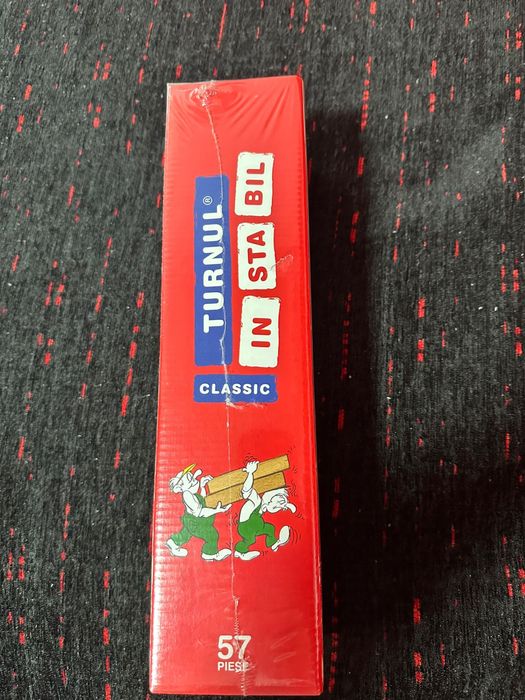 TURNUL®
IN STA BIL
CLASSIC
57
PIESE